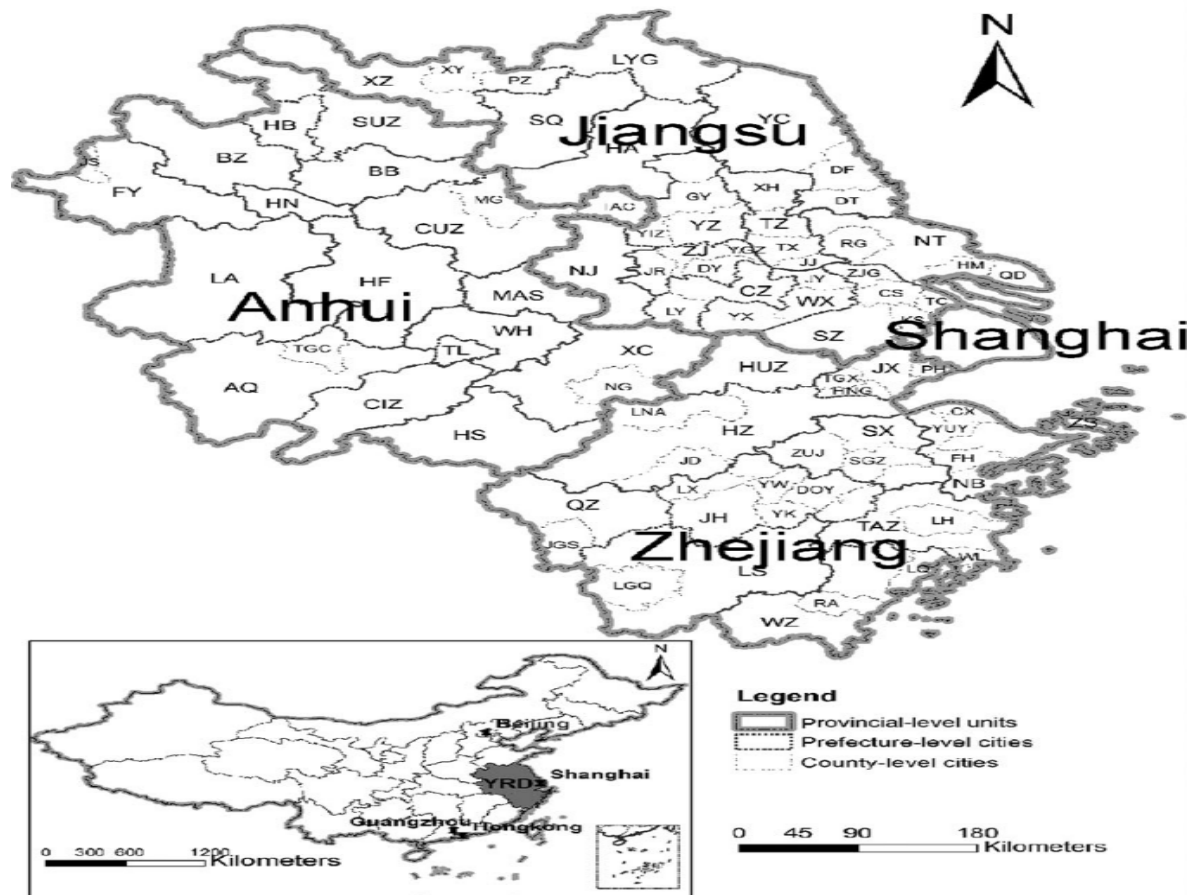 N
LYG
XY
PZ
XZ
SQ
YC
HB
SUZ
Jiangsu
HA
BZ
BB
DF
FY
HN
MG
GY
XH
DT
CUZ
YIZ
YZ
TZ
RG
NT
LA
HF
NJ
ZJ
TX
JR
DY
JJ
HM
QD
JY
ZJG
Anhui
MAS
CZ
WX
CS
TC
LY
YX
WH
SZ
Shanghai
TGC
TL
XC
HUZ
JX
PH
AQ
NG
TGX
CIZ
LNA
CX
ZS
HS
HZ
SX
YUY
ZUJ
SGZ
FH
JD
NB
LX
YW
DOY
QZ
JH
YK
TAZ
LH
JGS
Zhejiang
LS
WL
LGQ
RA
WZ
N
Beijing
YRD
Shanghai
Guangzhou
Hongkong
0 300 600 1200
Kilometers
Legend
Provincial-level units
Prefecture-level cities
County-level cities
0 45 90 180
Kilometers